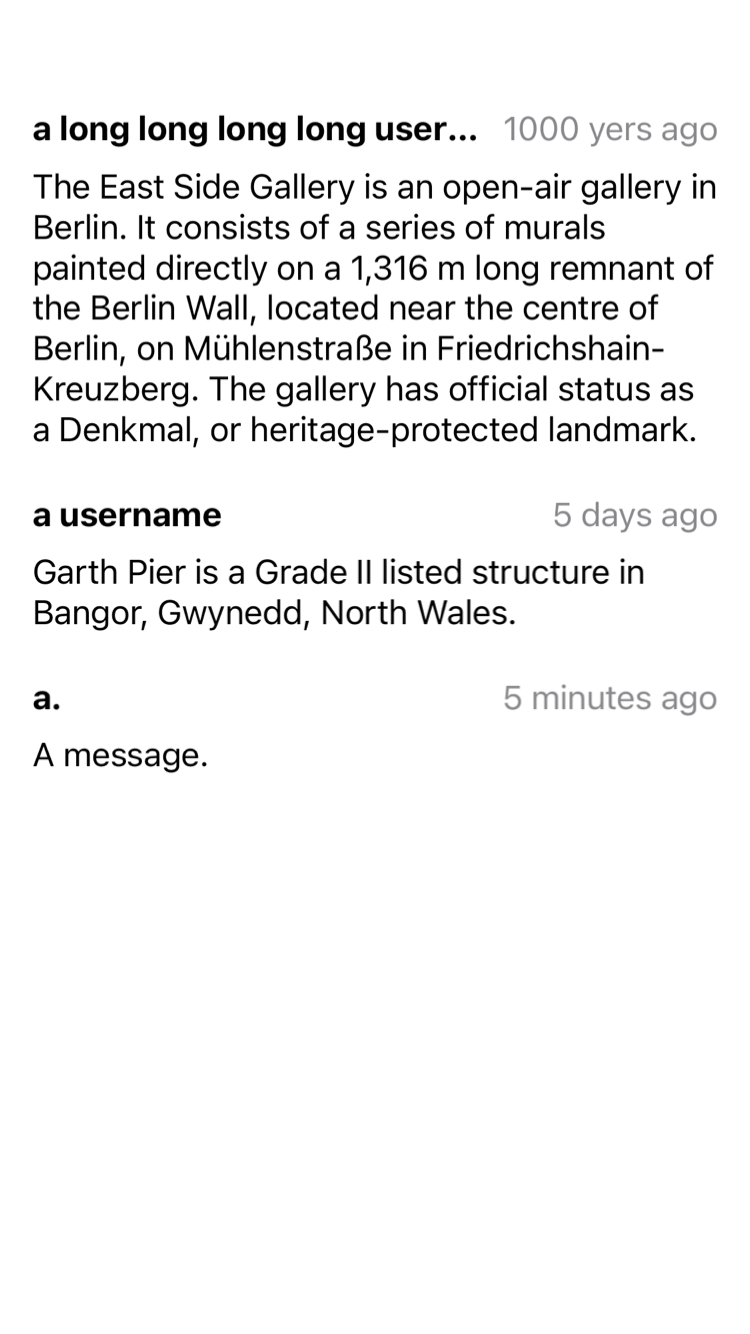 a long long long long user... 1000 yers ago
The East Side Gallery is an open-air gallery in
Berlin. It consists of a series of murals
painted directly on a 1,316 m long remnant of
the Berlin Wall, located near the centre of
Berlin, on Mühlenstraße in Friedrichshain-
Kreuzberg. The gallery has official status as
a Denkmal, or heritage-protected landmark.
a username 5 days ago
Garth Pier is a Grade II listed structure in
Bangor, Gwynedd, North Wales.
a. 5 minutes ago
A message.